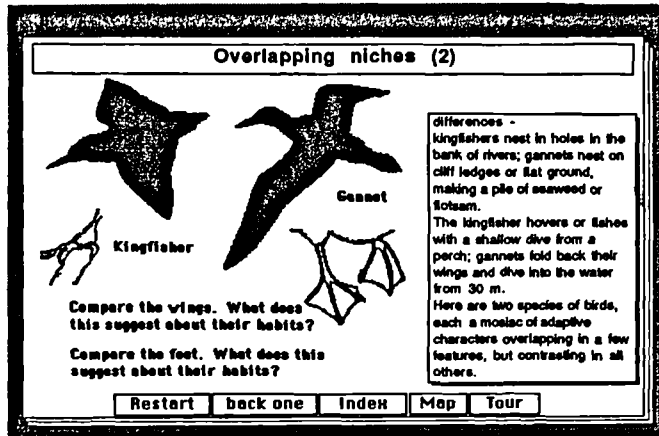 Overlapping niches (2)
Gannet
Kingfisher
Compare the wings. What does
this suggest about their habits?
Compare the feet. What does this
suggest about their habits?
differences -
kingfishers nest in holes in the
bank of rivers; gannets nest on
cliff ledges or flat ground,
making a pile of seaweed or
flotsam.
The kingfisher hovers or fishes
with a shallow dive from a
perch; gannets fold back their
wings and dive into the water
from 30 m.
Here are two species of birds,
each a mosiac of adaptive
characters overlapping in a few
features, but contrasting in all
others.
Restart back one Index Map Tour